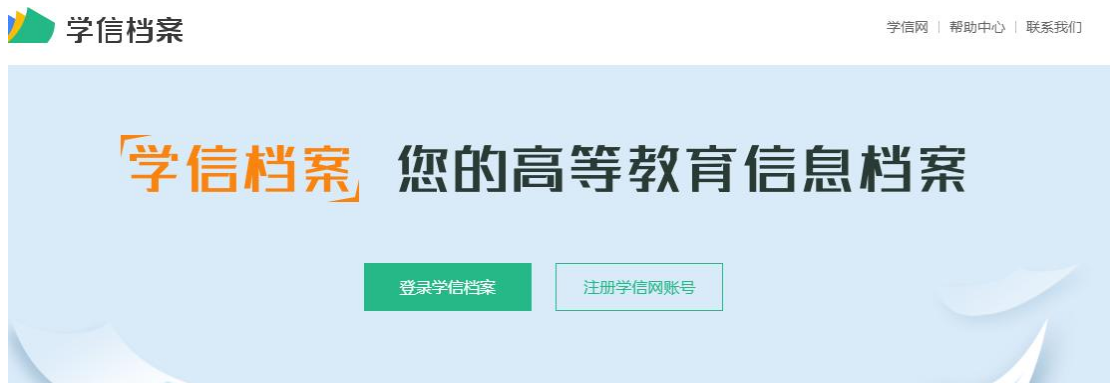 学信档案
学信网 | 帮助中心 | 联系我们
学信档案 您的高等教育信息档案
登录学信档案 注册学信网账号